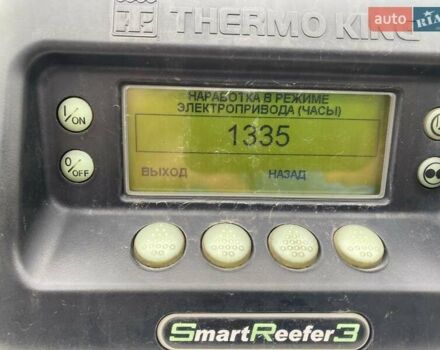 THERMO KING
auto RIA
НАРАБОТКА В РЕЖИМЕ
ЭЛЕКТРОПРИВОДА (ЧАСЫ)
1335
ВЫХОД НАЗАД
I/ON
0/OFF
SmartReefer3